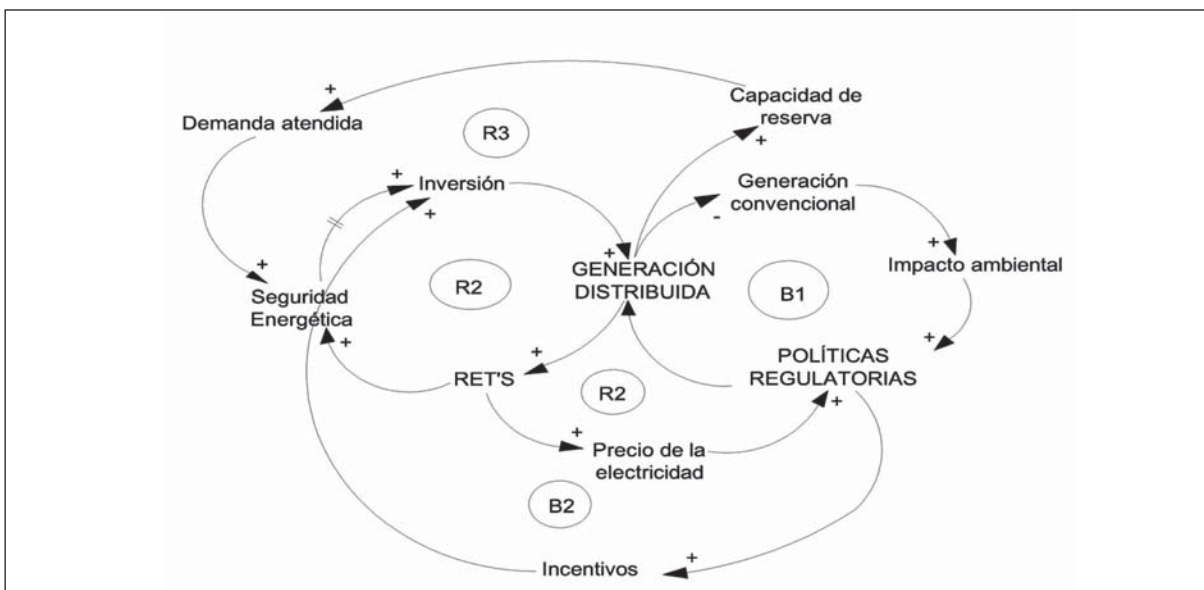 +
Capacidad de
reserva
+
Demanda atendida
R3
+
Inversión
+
Generación
convencional
-
+
Impacto ambiental
+
Seguridad
Energética
+
+
GENERACIÓN
DISTRIBUIDA
R2
B1
+
POLÍTICAS
REGULATORIAS
+
+
RET'S
R2
+
Precio de la
electricidad
B2
+
Incentivos